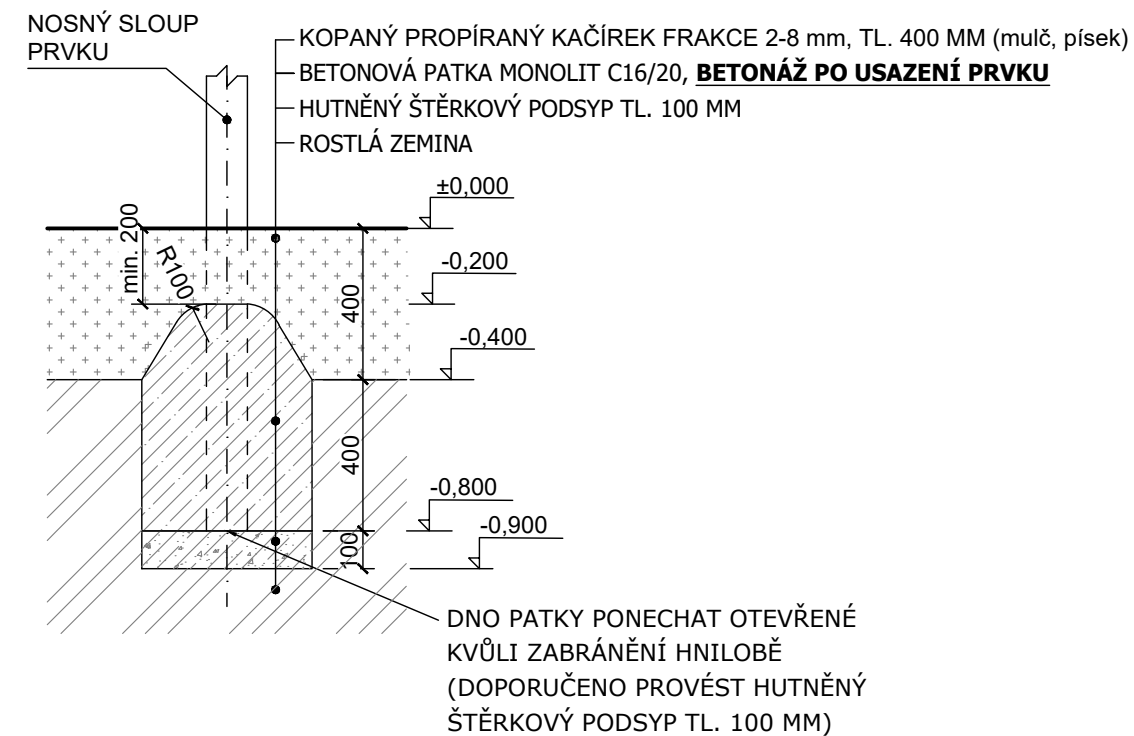 NOSNÝ SLOUP
PRVKU
KOPANÝ PROPÍRANÝ KAČÍREK FRAKCE 2-8 mm, TL. 400 MM (mulč, písek)
BETONOVÁ PATKA MONOLIT C16/20, BETONÁŽ PO USAZENÍ PRVKU
HUTNĚNÝ ŠTĚRKOVÝ PODSYP TL. 100 MM
ROSTLÁ ZEMINA
±0,000
min. 200
R100
-0,200
400
-0,400
400
-0,800
-0,900
100
DNO PATKY PONECHAT OTEVŘENÉ
KVŮLI ZABRÁNĚNÍ HNILOBĚ
(DOPORUČENO PROVÉST HUTNĚNÝ
ŠTĚRKOVÝ PODSYP TL. 100 MM)